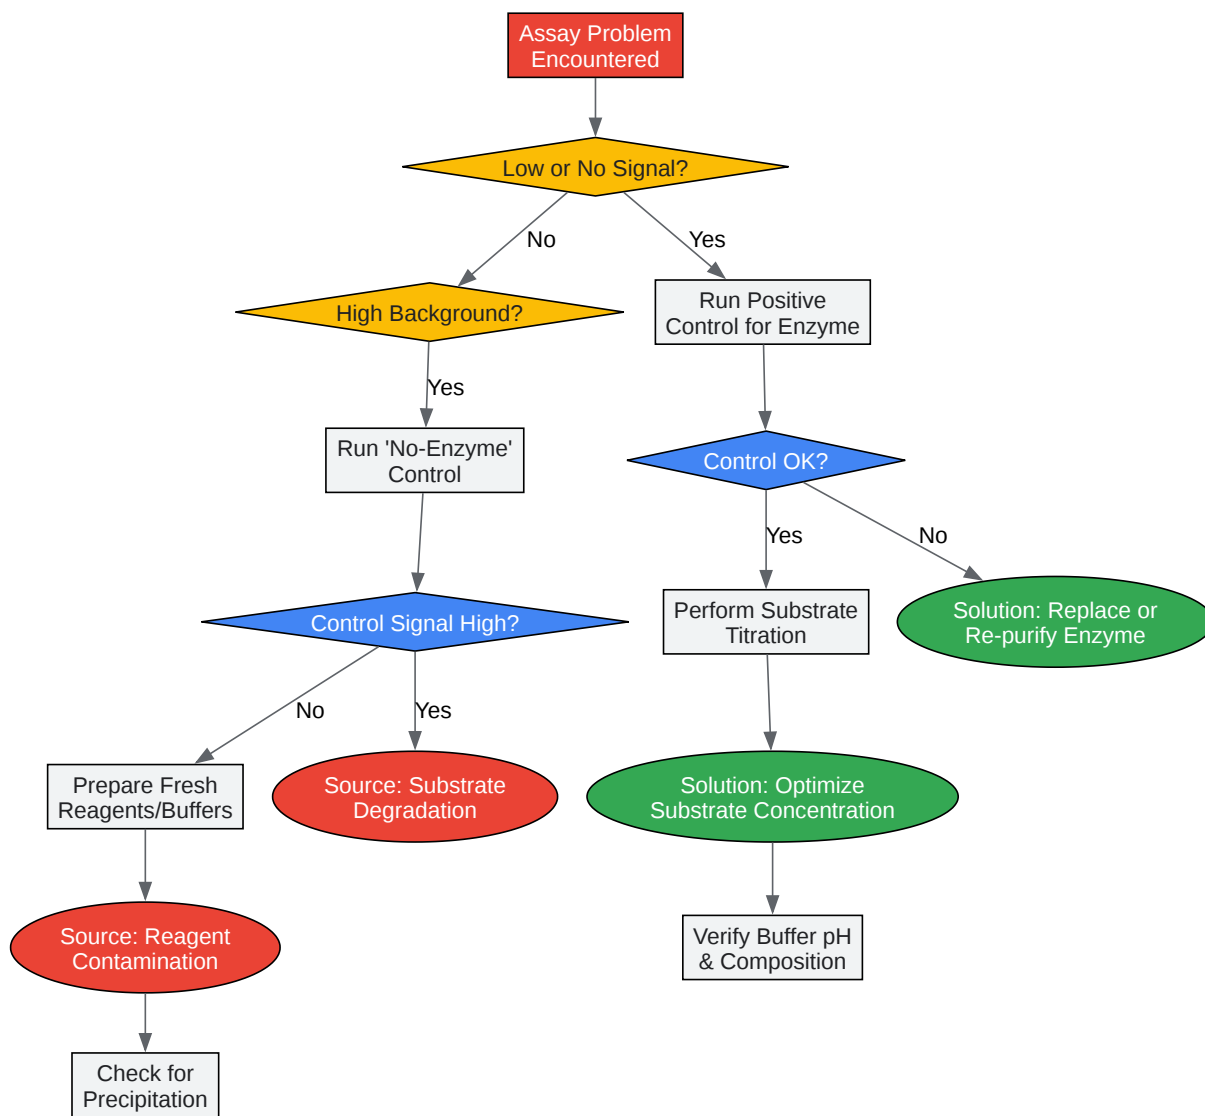 Assay Problem
Encountered
Low or No Signal?
No
Yes
High Background?
Run Positive
Control for Enzyme
Yes
Run 'No-Enzyme'
Control
Control OK?
Yes
No
Control Signal High?
Perform Substrate
Titration
Solution: Replace or
Re-purify Enzyme
No
Yes
Prepare Fresh
Reagents/Buffers
Source: Substrate
Degradation
Solution: Optimize
Substrate Concentration
Source: Reagent
Contamination
Verify Buffer pH
& Composition
Check for
Precipitation